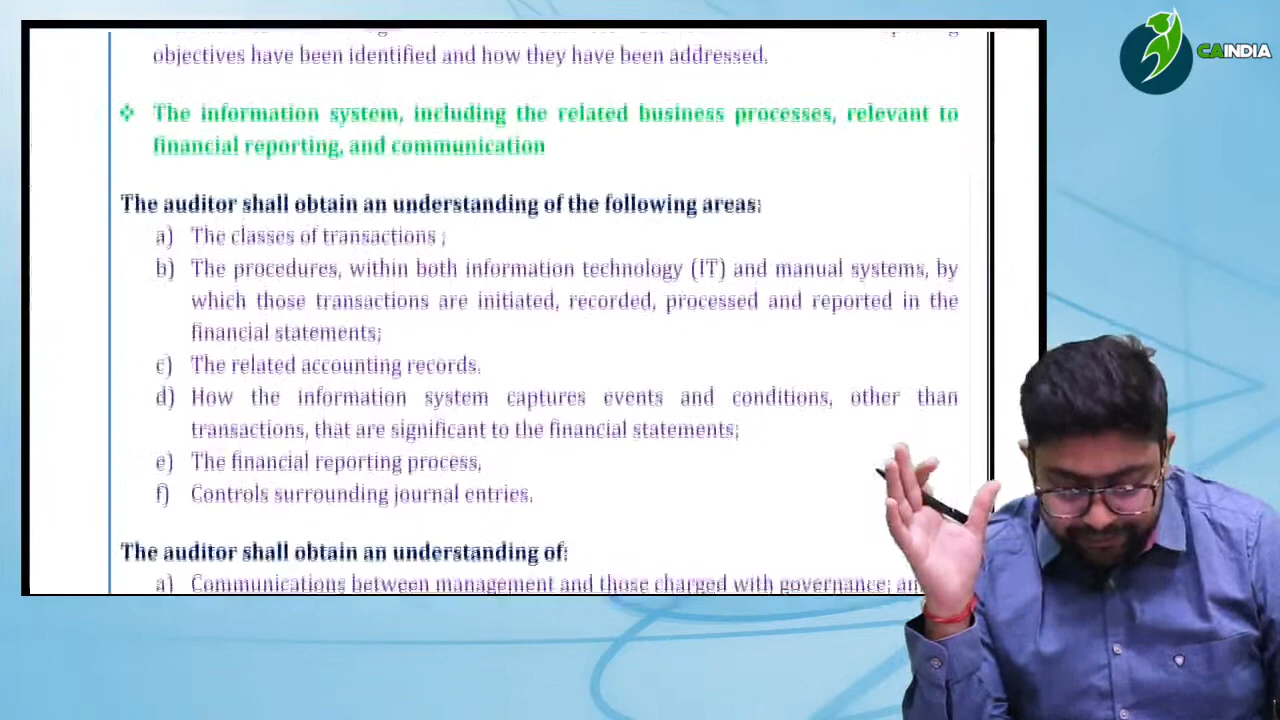 objectives have been identified and how they have been addressed.
CAINDIA
❖ The information system, including the related business processes, relevant to
financial reporting, and communication
The auditor shall obtain an understanding of the following areas:
a) The classes of transactions ;
b) The procedures, within both information technology (IT) and manual systems, by
which those transactions are initiated, recorded, processed and reported in the
financial statements;
c) The related accounting records.
d) How the information system captures events and conditions, other than
transactions, that are significant to the financial statements;
e) The financial reporting process,
f) Controls surrounding journal entries.
The auditor shall obtain an understanding of:
a) Communications between management and those charged with governance;